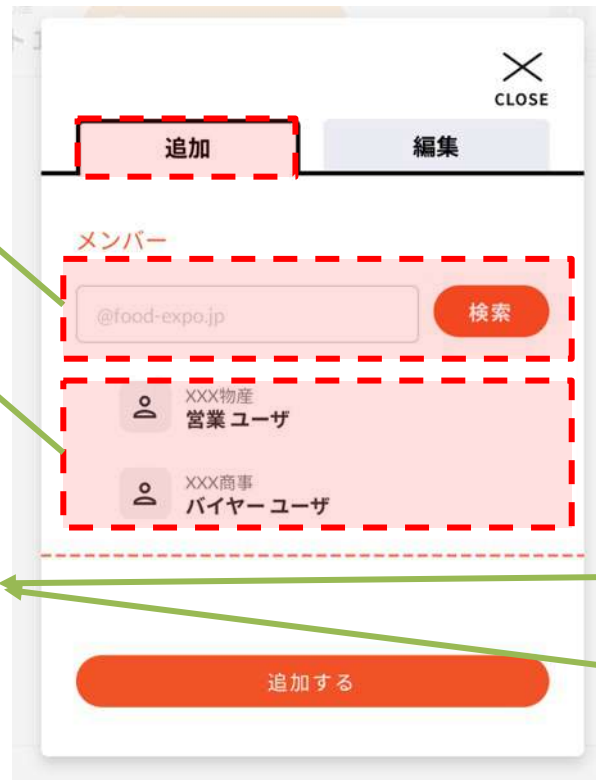 CLOSE
追加
編集
メンバー
@food-expo.jp
検索
XXX物産
営業 ユーザ
XXX商事
バイヤー ユーザ
追加する